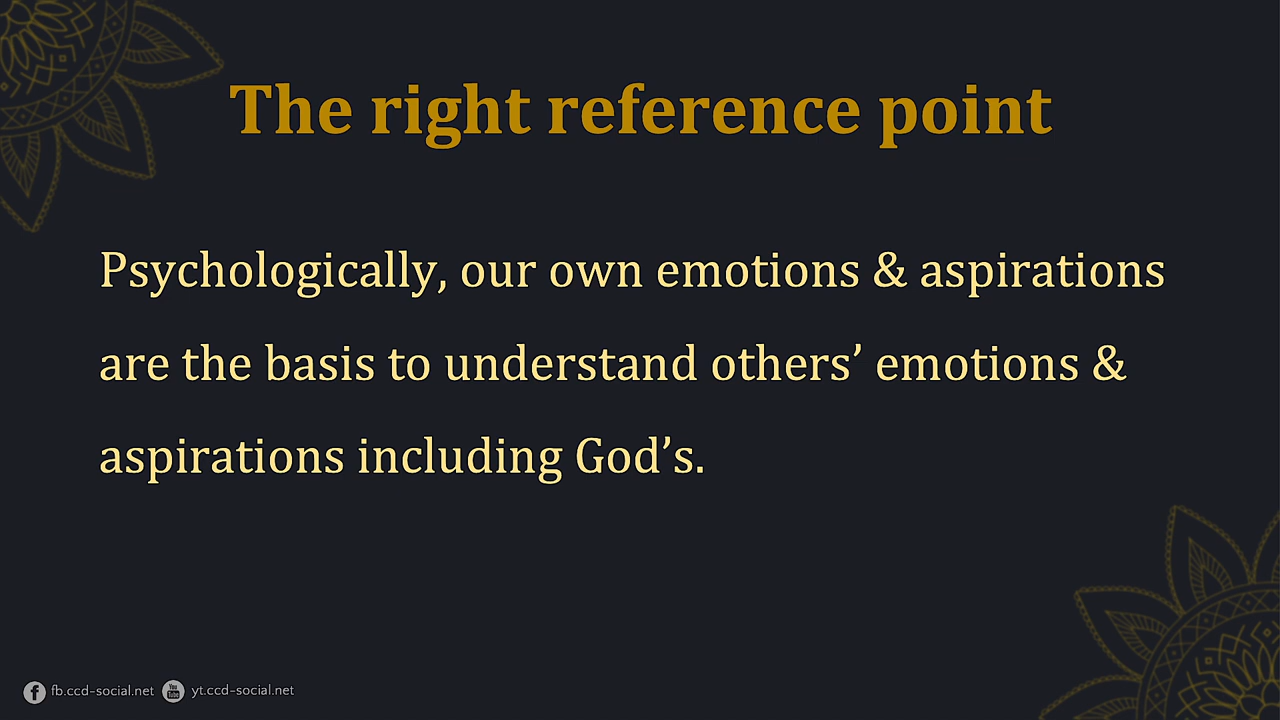 The right reference point
Psychologically, our own emotions & aspirations
are the basis to understand others’ emotions &
aspirations including God’s.
fb.ccd-social.net yt.ccd-social.net